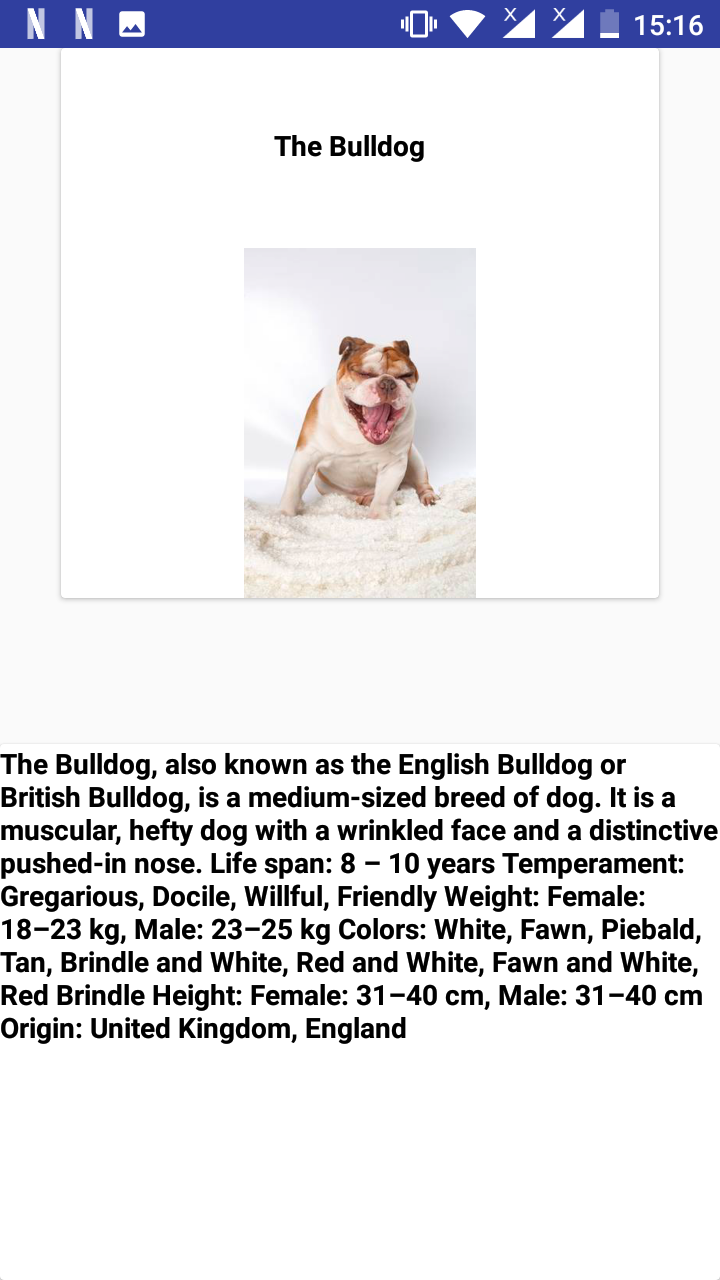 N N X X 15:16
The Bulldog
The Bulldog, also known as the English Bulldog or
British Bulldog, is a medium-sized breed of dog. It is a
muscular, hefty dog with a wrinkled face and a distinctive
pushed-in nose. Life span: 8 – 10 years Temperament:
Gregarious, Docile, Willful, Friendly Weight: Female:
18–23 kg, Male: 23–25 kg Colors: White, Fawn, Piebald,
Tan, Brindle and White, Red and White, Fawn and White,
Red Brindle Height: Female: 31–40 cm, Male: 31–40 cm
Origin: United Kingdom, England